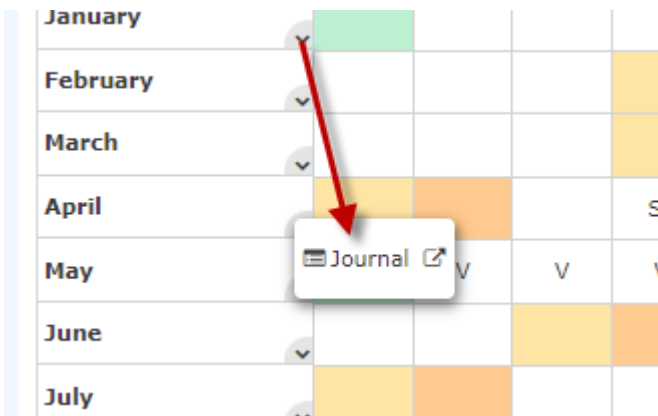 January
February
March
April S
Journal
May V V V
June
July